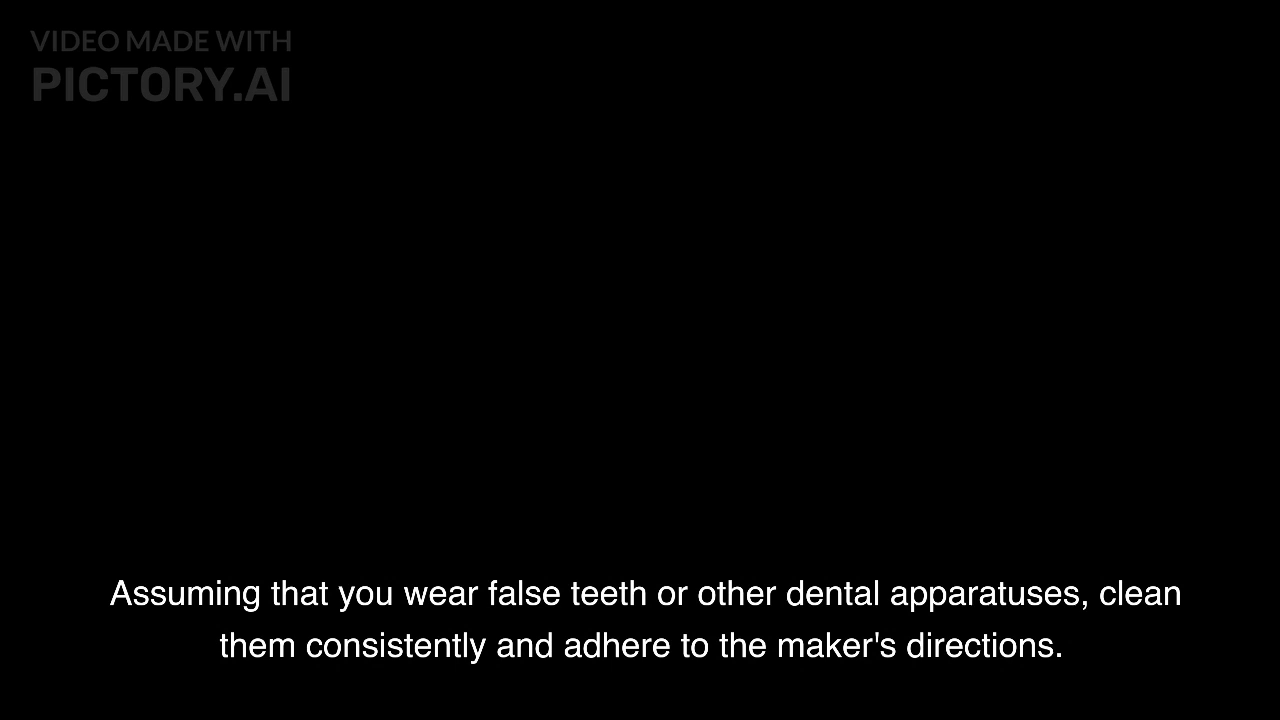 VIDEO MADE WITH
PICTORY.AI
Assuming that you wear false teeth or other dental apparatuses, clean
them consistently and adhere to the maker's directions.